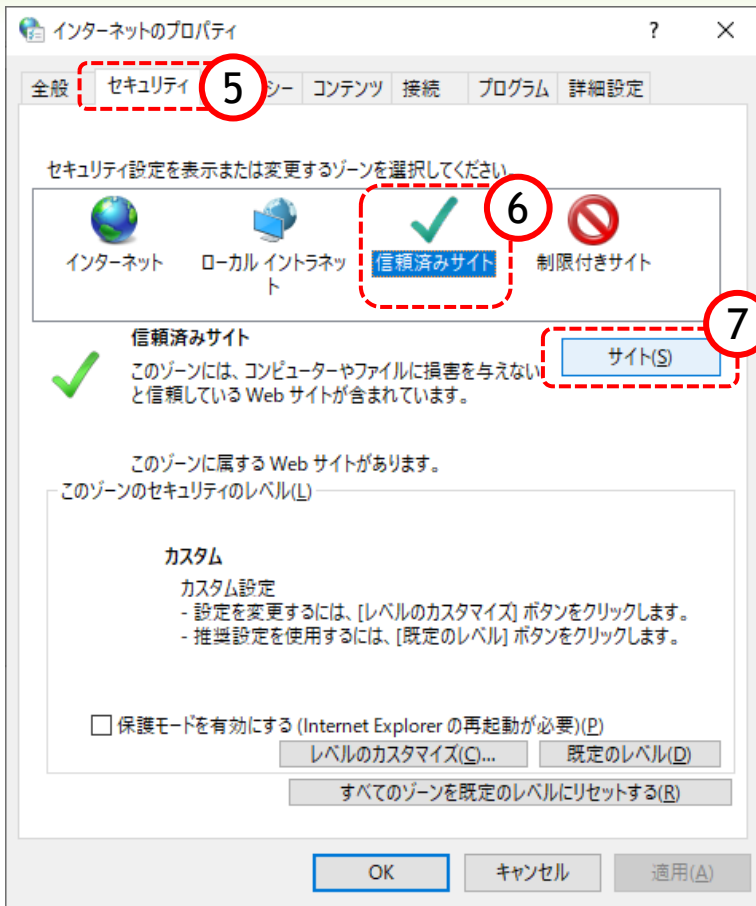 インターネットのプロパティ ? ×
全般 セキュリティ 5 シー コンテンツ 接続 プログラム 詳細設定
セキュリティ設定を表示または変更するゾーンを選択してください。
6
インターネット ローカル イントラネッ 信頼済みサイト 制限付きサイト
ト
7
信頼済みサイト
サイト(S)
このゾーンには、コンピューターやファイルに損害を与えない
と信頼している Web サイトが含まれています。
このゾーンに属する Web サイトがあります。
このゾーンのセキュリティのレベル(L)
カスタム
カスタム設定
- 設定を変更するには、[レベルのカスタマイズ] ボタンをクリックします。
- 推奨設定を使用するには、[既定のレベル] ボタンをクリックします。
保護モードを有効にする (Internet Explorer の再起動が必要)(P)
レベルのカスタマイズ(C)... 既定のレベル(D)
すべてのゾーンを既定のレベルにリセットする(R)
OK キャンセル 適用(A)